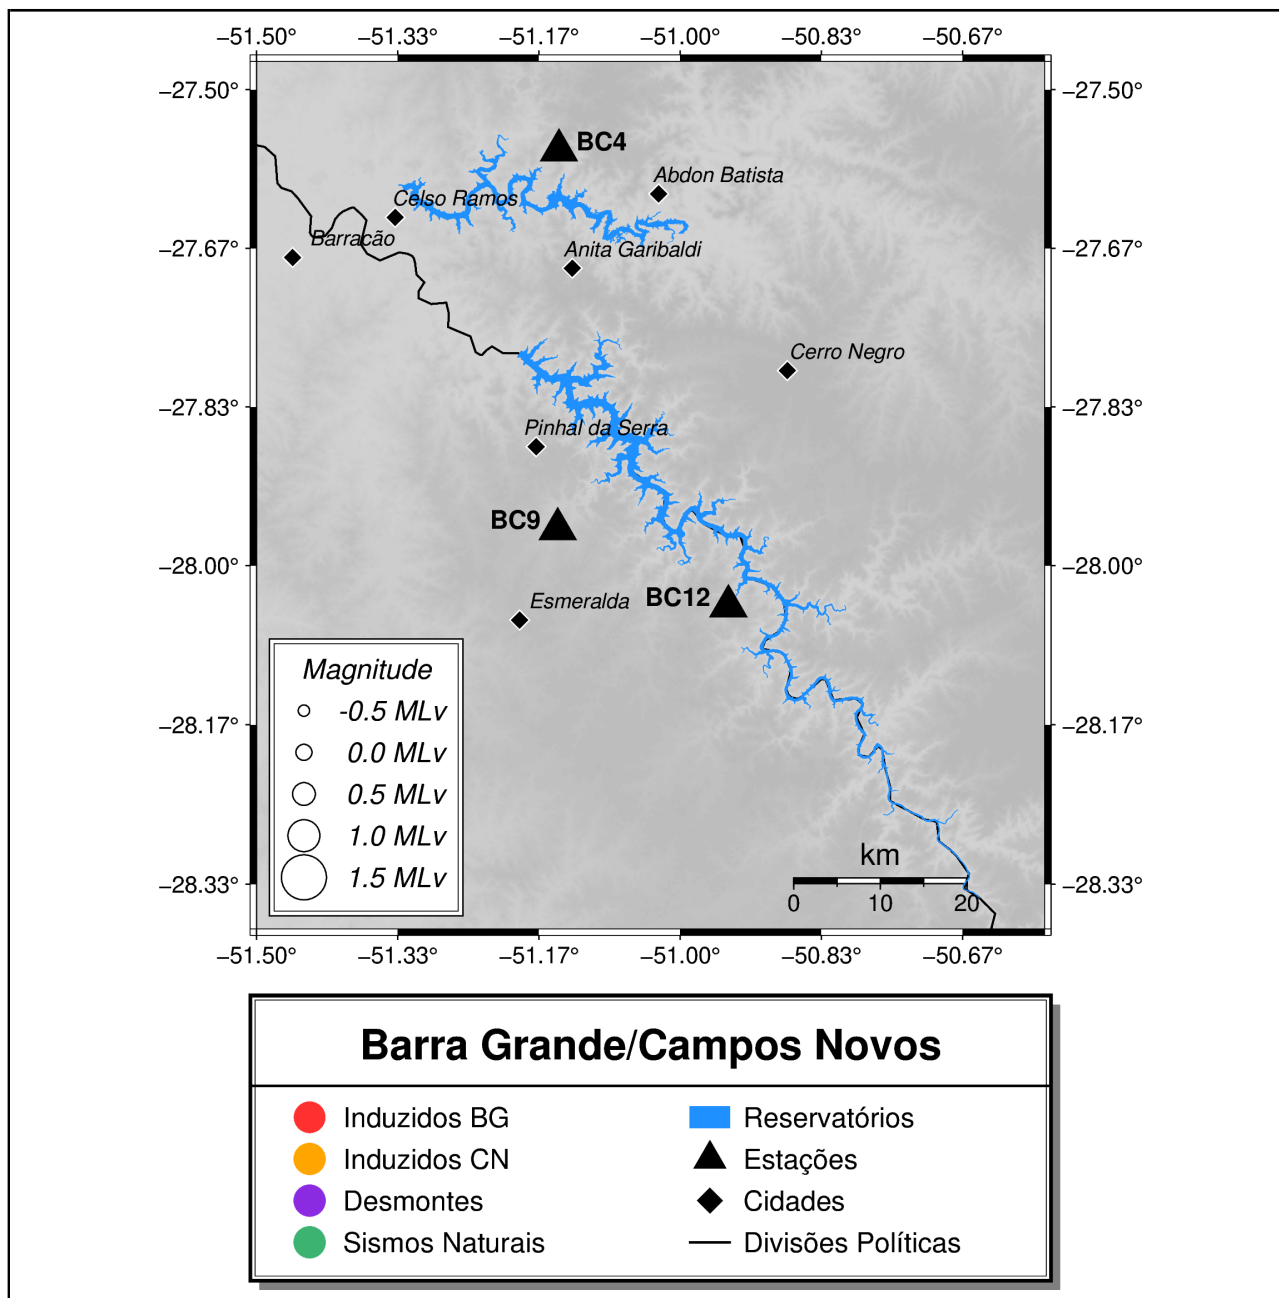 −51.50° −51.33° −51.17° −51.00° −50.83° −50.67°
−27.50° −27.50°
BC4
Abdon Batista
Celso Ramos
Barracão
−27.67° −27.67°
Anita Garibaldi
Cerro Negro
−27.83° −27.83°
Pinhal da Serra
BC9
−28.00° −28.00°
BC12
Esmeralda
Magnitude
-0.5 MLv
0.0 MLv
0.5 MLv
1.0 MLv
1.5 MLv
−28.17° −28.17°
km
0 10 20
−28.33° −28.33°
−51.50° −51.33° −51.17° −51.00° −50.83° −50.67°
Barra Grande/Campos Novos
Induzidos BG
Induzidos CN
Desmontes
Sismos Naturais
Reservatórios
Estações
Cidades
Divisões Políticas